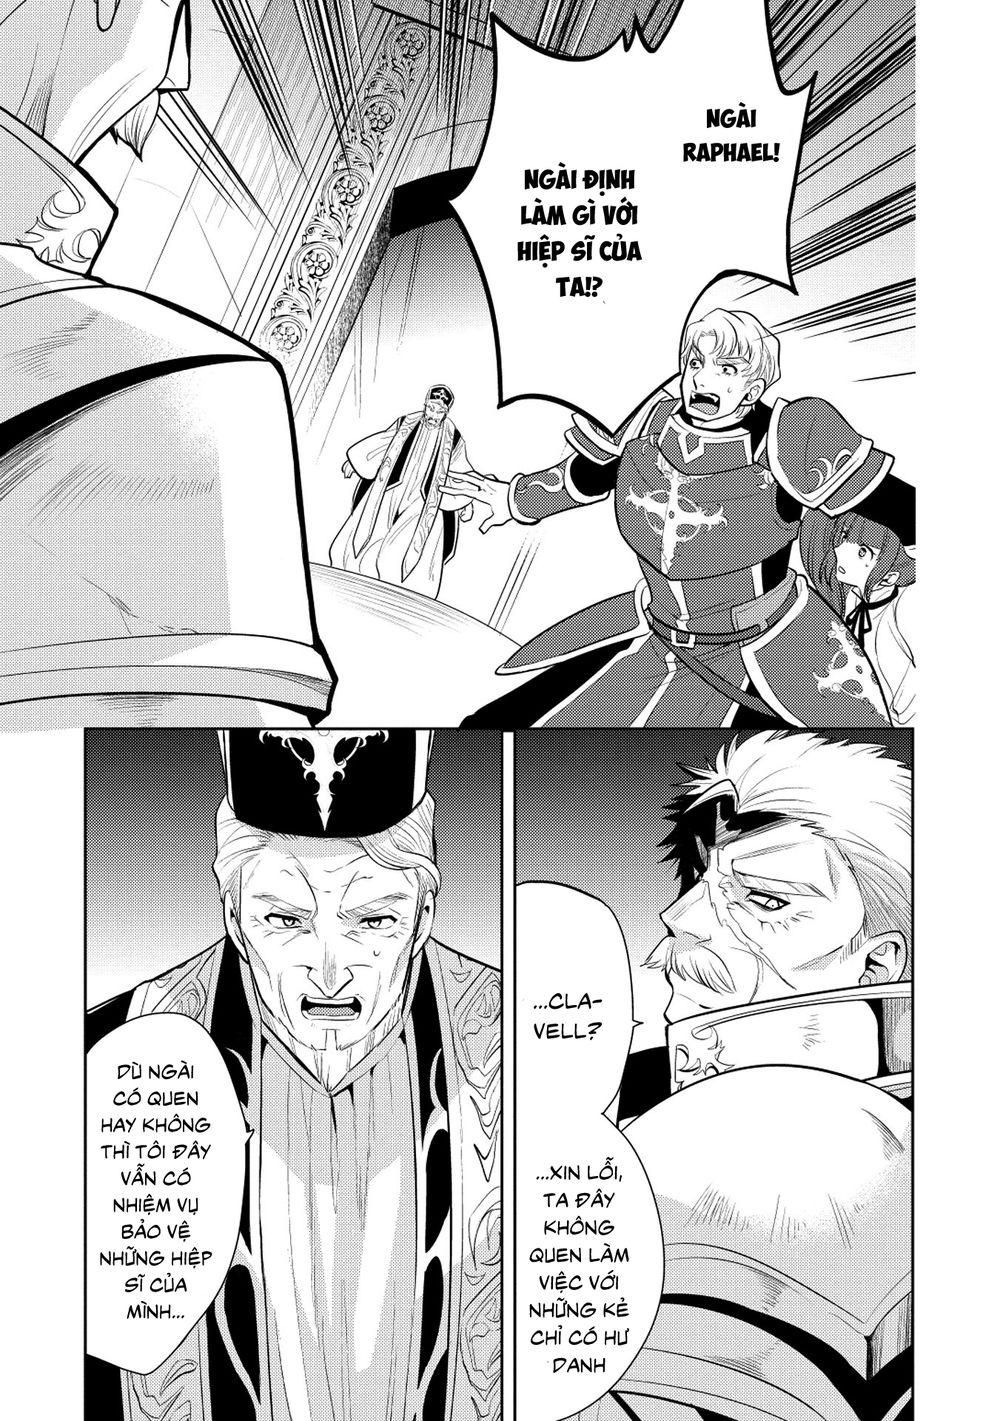 NGÀI
RAPHAEL!
NGÀI ĐỊNH
LÀM GÌ VỚI
HIỆP SĨ CỦA
TA!?
...CLA-
VELL?
...XIN LỖI,
TA ĐÂY
KHÔNG
QUEN LÀM
VIỆC VỚI
NHỮNG KẺ
CHỈ CÓ HƯ
DANH
DÙ NGÀI
CÓ QUEN
HAY KHÔNG
THÌ TÔI ĐÂY
VẪN CÓ
NHIỆM VỤ
BẢO VỆ
NHỮNG HIỆP
SĨ CỦA
MÌNH...